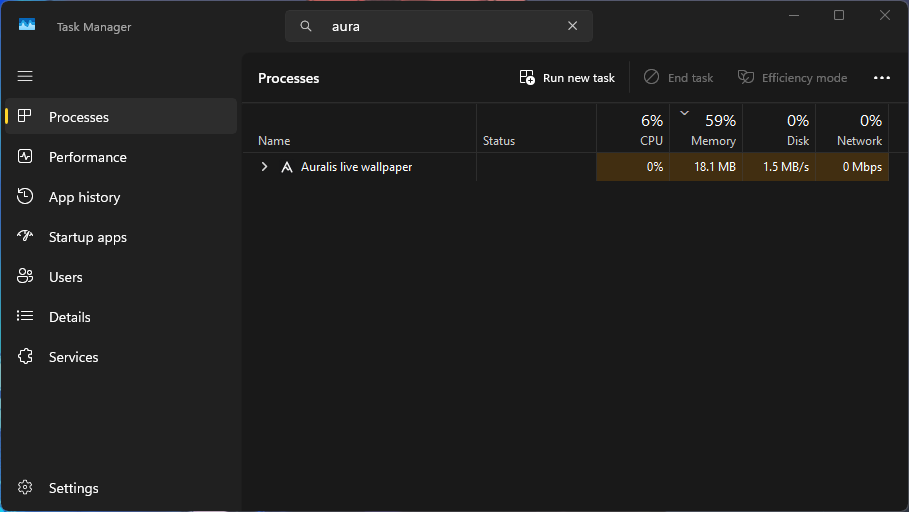 Task Manager
aura
Processes
Run new task
End task
Efficiency mode
Processes
Performance
App history
Startup apps
Users
Details
Services
Settings
6% 59% 0% 0%
Name Status CPU Memory Disk Network
Auralis live wallpaper 0% 18.1 MB 1.5 MB/s 0 Mbps